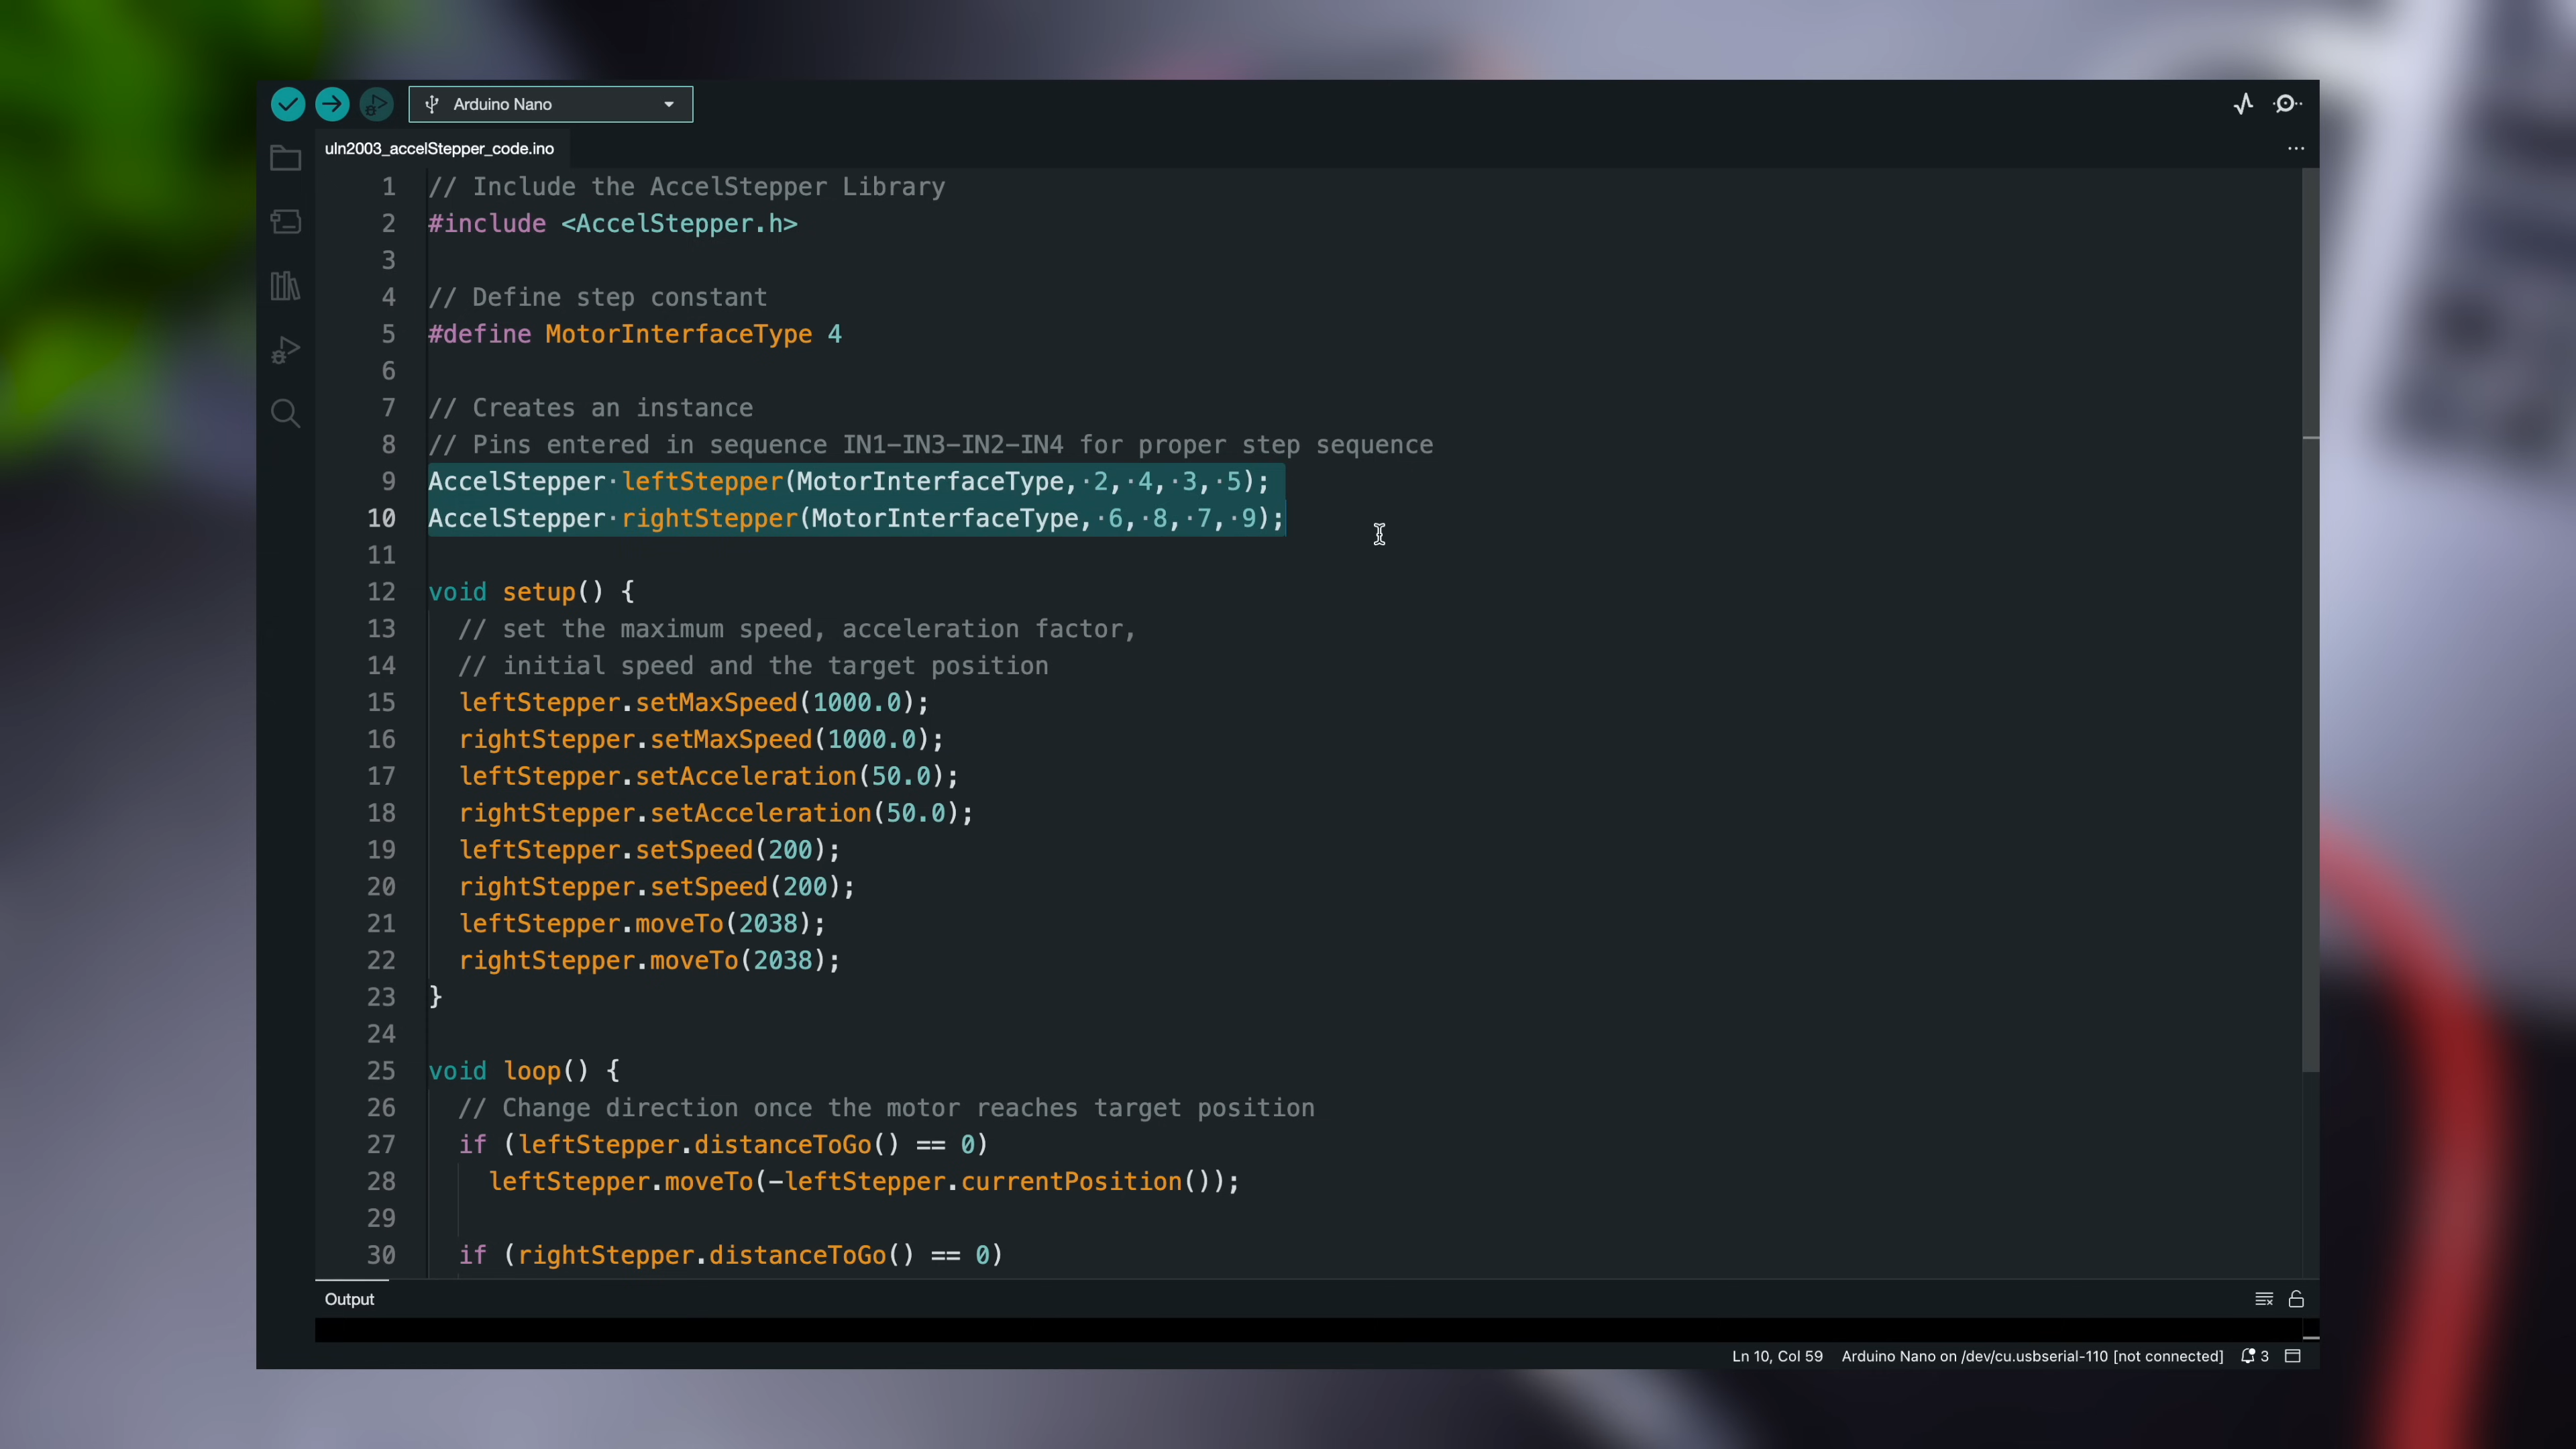 Arduino Nano
uln2003_accelStepper_code.ino
1 // Include the AccelStepper Library
2 #include <AccelStepper.h>
3
4 // Define step constant
5 #define MotorInterfaceType 4
6
7 // Creates an instance
8 // Pins entered in sequence IN1-IN3-IN2-IN4 for proper step sequence
9 AccelStepper·leftStepper(MotorInterfaceType,·2,·4,·3,·5);
10 AccelStepper·rightStepper(MotorInterfaceType,·6,·8,·7,·9);
11
12 void setup() {
13 // set the maximum speed, acceleration factor,
14 // initial speed and the target position
15 leftStepper.setMaxSpeed(1000.0);
16 rightStepper.setMaxSpeed(1000.0);
17 leftStepper.setAcceleration(50.0);
18 rightStepper.setAcceleration(50.0);
19 leftStepper.setSpeed(200);
20 rightStepper.setSpeed(200);
21 leftStepper.moveTo(2038);
22 rightStepper.moveTo(2038);
23 }
24
25 void loop() {
26 // Change direction once the motor reaches target position
27 if (leftStepper.distanceToGo() == 0)
28 leftStepper.moveTo(-leftStepper.currentPosition());
29
30 if (rightStepper.distanceToGo() == 0)
Output
Ln 10, Col 59 Arduino Nano on /dev/cu.usbserial-110 [not connected] 3